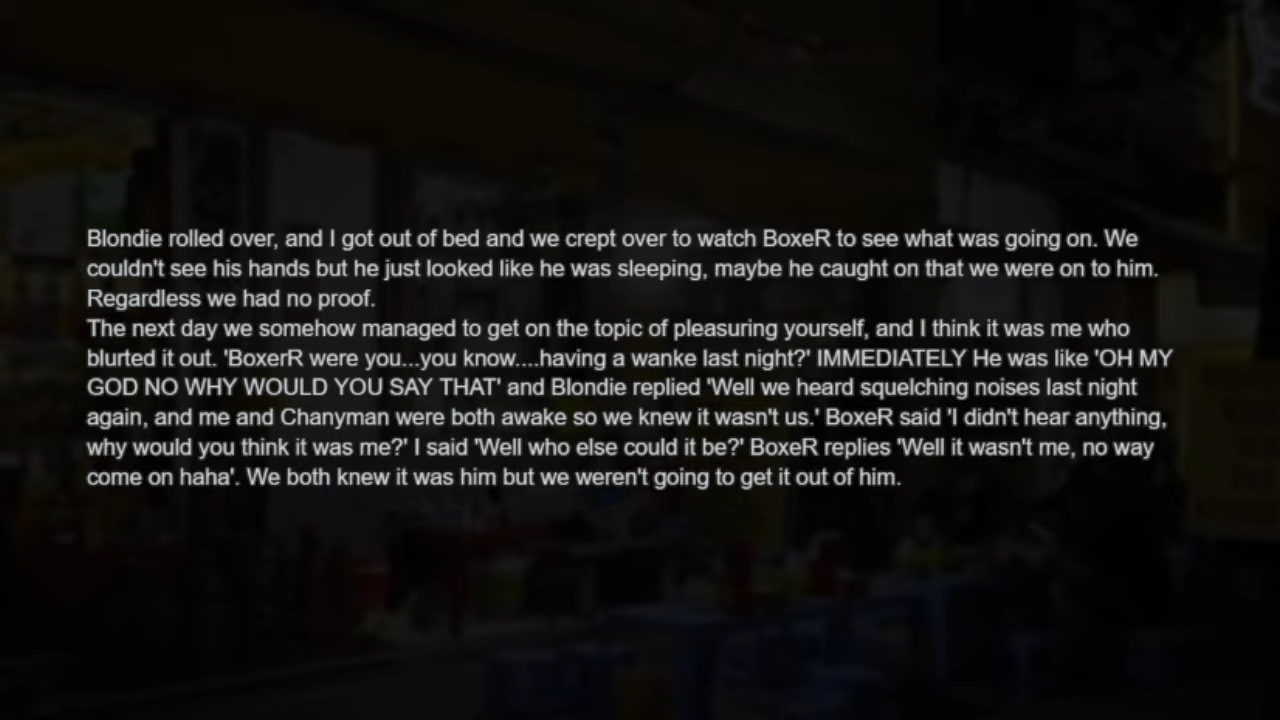 Blondie rolled over, and I got out of bed and we crept over to watch BoxeR to see what was going on. We
couldn't see his hands but he just looked like he was sleeping, maybe he caught on that we were on to him.
Regardless we had no proof.
The next day we somehow managed to get on the topic of pleasuring yourself, and I think it was me who
blurted it out. 'BoxerR were you...you know....having a wanke last night?' IMMEDIATELY He was like 'OH MY
GOD NO WHY WOULD YOU SAY THAT' and Blondie replied 'Well we heard squelching noises last night
again, and me and Chanyman were both awake so we knew it wasn't us.' BoxeR said 'I didn't hear anything,
why would you think it was me?' I said 'Well who else could it be?' BoxeR replies 'Well it wasn't me, no way
come on haha'. We both knew it was him but we weren't going to get it out of him.